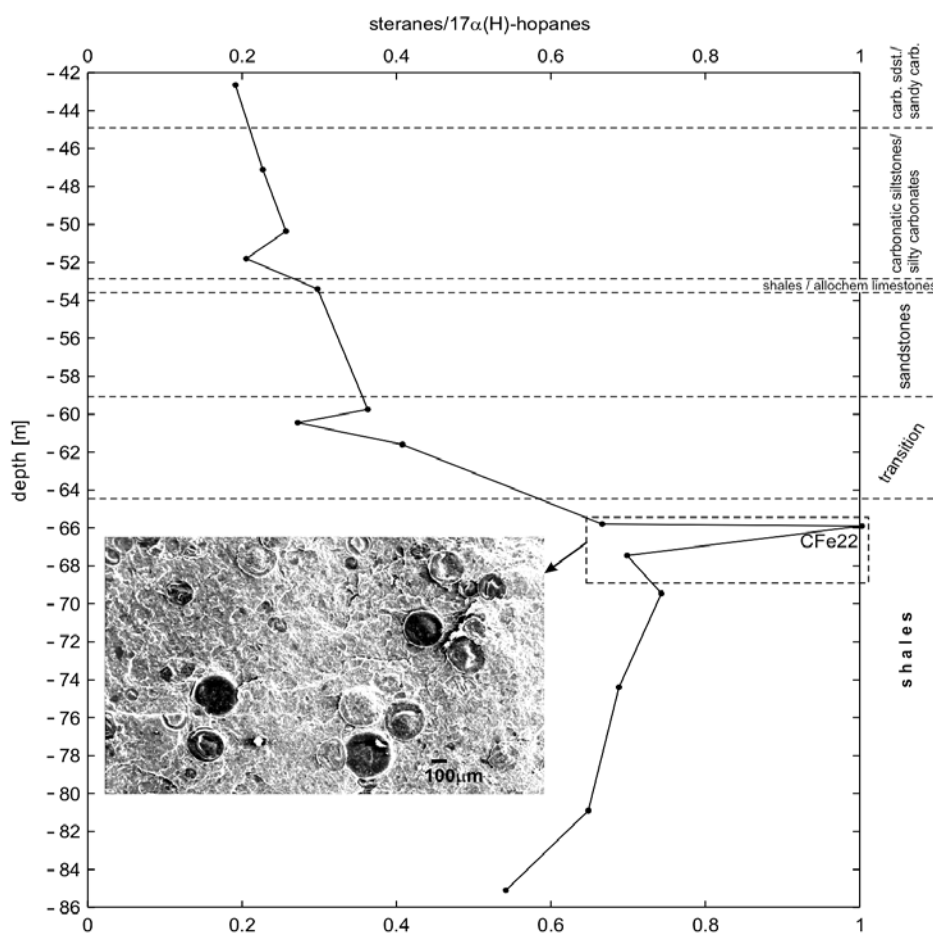 steranes/17α(H)-hopanes
0 0.2 0.4 0.6 0.8 1
- 42
- 44
- 46
- 48
- 50
- 52
- 54
- 56
- 58
- 60
- 62
- 64
- 66
- 68
- 70
- 72
- 75
- 76
- 78
- 80
- 82
- 85
- 86
depth [m]
carb. sdst./
sandy carb.
carbonatic siltstones/
silty carbonates
shales / allochem limestones
sandstones
transition
shales
CFe22
100µm
0 0.2 0.4 0.6 0.8 1